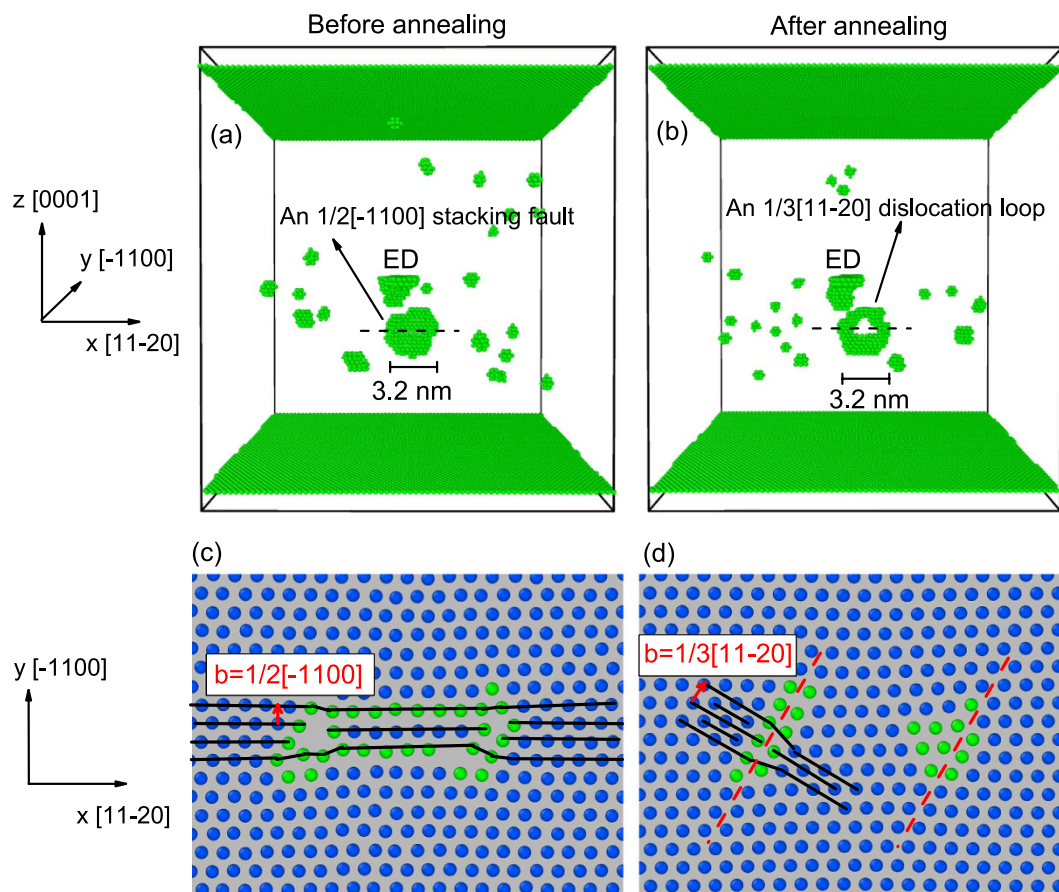 Before annealing
After annealing
(a)
(b)
z [0001]
y [-1100]
x [11-20]
An 1/2[-1100] stacking fault
An 1/3[11-20] dislocation loop
ED
ED
3.2 nm
3.2 nm
(c)
(d)
y [-1100]
x [11-20]
b=1/2[-1100]
b=1/3[11-20]